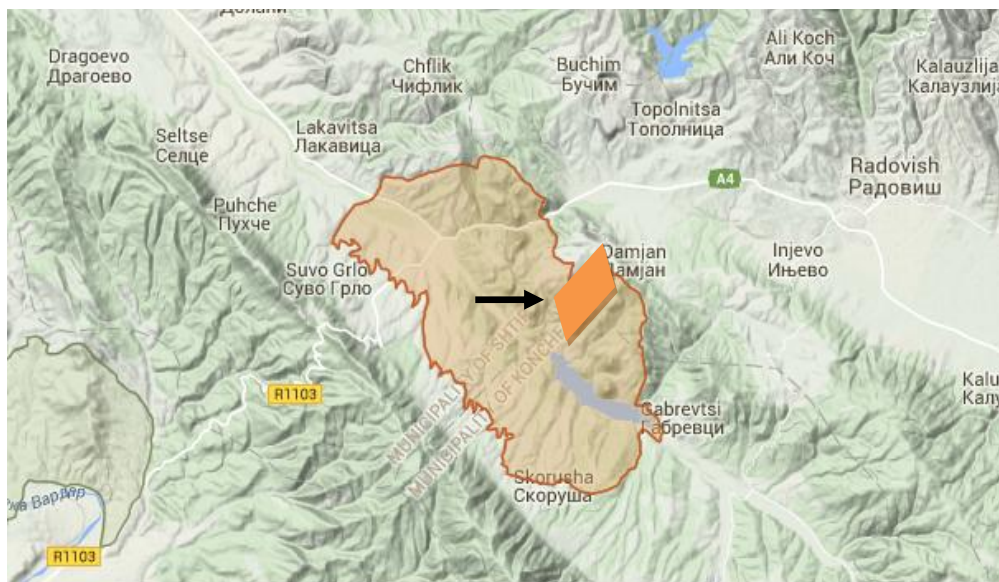 Dragoevo
Драгоево
Chflik
Чифлик
Buchim
Бучим
Ali Koch
Али Коч
Kalauzlija
Калаузлија
Topolnitsa
Тополница
Seltse
Селце
Lakavitsa
Лакавица
Radovish
Радовиш
A4
Puhche
Пухче
Suvo Grlo
Суво Грло
Damjan
Injevo
Ињево
MUNICIPALITY OF SHTIP
MUNICIPALITY OF KONCHE
R1103
Gabrevtsi
Габревци
Skorusha
Скоруша
R1103